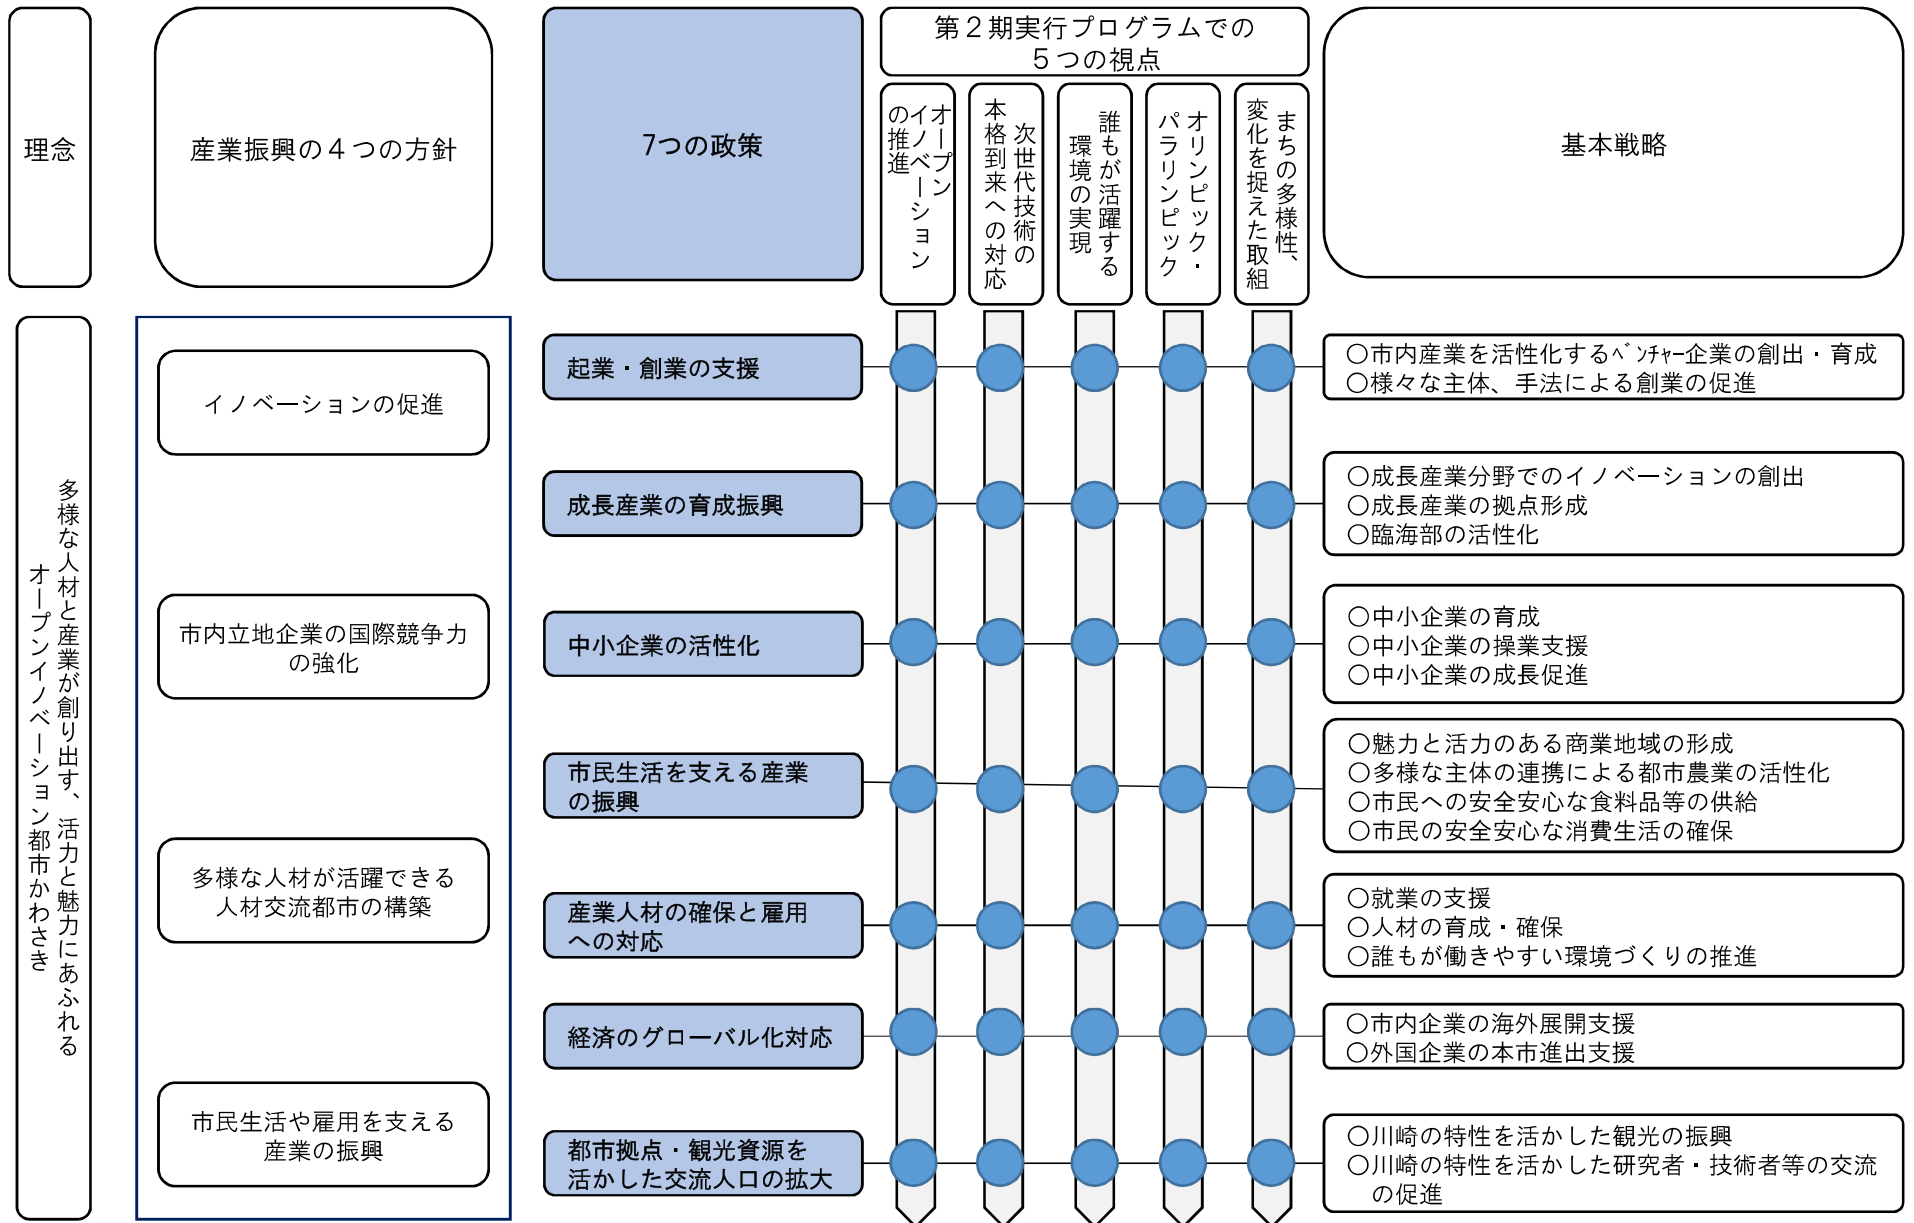 理念
産業振興の４つの方針
7つの政策
第２期実行プログラムでの
５つの視点
オープン
イノベーション
の推進
次世代技術の
本格到来への対応
誰もが活躍する
環境の実現
オリンピック・
パラリンピック
まちの多様性、
変化を捉えた取組
基本戦略
多様な人材と産業が創り出す、活力と魅力にあふれる
オープンイノベーション都市かわさき
イノベーションの促進
市内立地企業の国際競争力
の強化
多様な人材が活躍できる
人材交流都市の構築
市民生活や雇用を支える
産業の振興
起業・創業の支援
○市内産業を活性化するﾍﾞﾝﾁｬｰ企業の創出・育成
○様々な主体、手法による創業の促進
成長産業の育成振興
○成長産業分野でのイノベーションの創出
○成長産業の拠点形成
○臨海部の活性化
中小企業の活性化
○中小企業の育成
○中小企業の操業支援
○中小企業の成長促進
市民生活を支える産業
の振興
○魅力と活力のある商業地域の形成
○多様な主体の連携による都市農業の活性化
○市民への安全安心な食料品等の供給
○市民の安全安心な消費生活の確保
産業人材の確保と雇用
への対応
○就業の支援
○人材の育成・確保
○誰もが働きやすい環境づくりの推進
経済のグローバル化対応
○市内企業の海外展開支援
○外国企業の本市進出支援
都市拠点・観光資源を
活かした交流人口の拡大
○川崎の特性を活かした観光の振興
○川崎の特性を活かした研究者・技術者等の交流
の促進